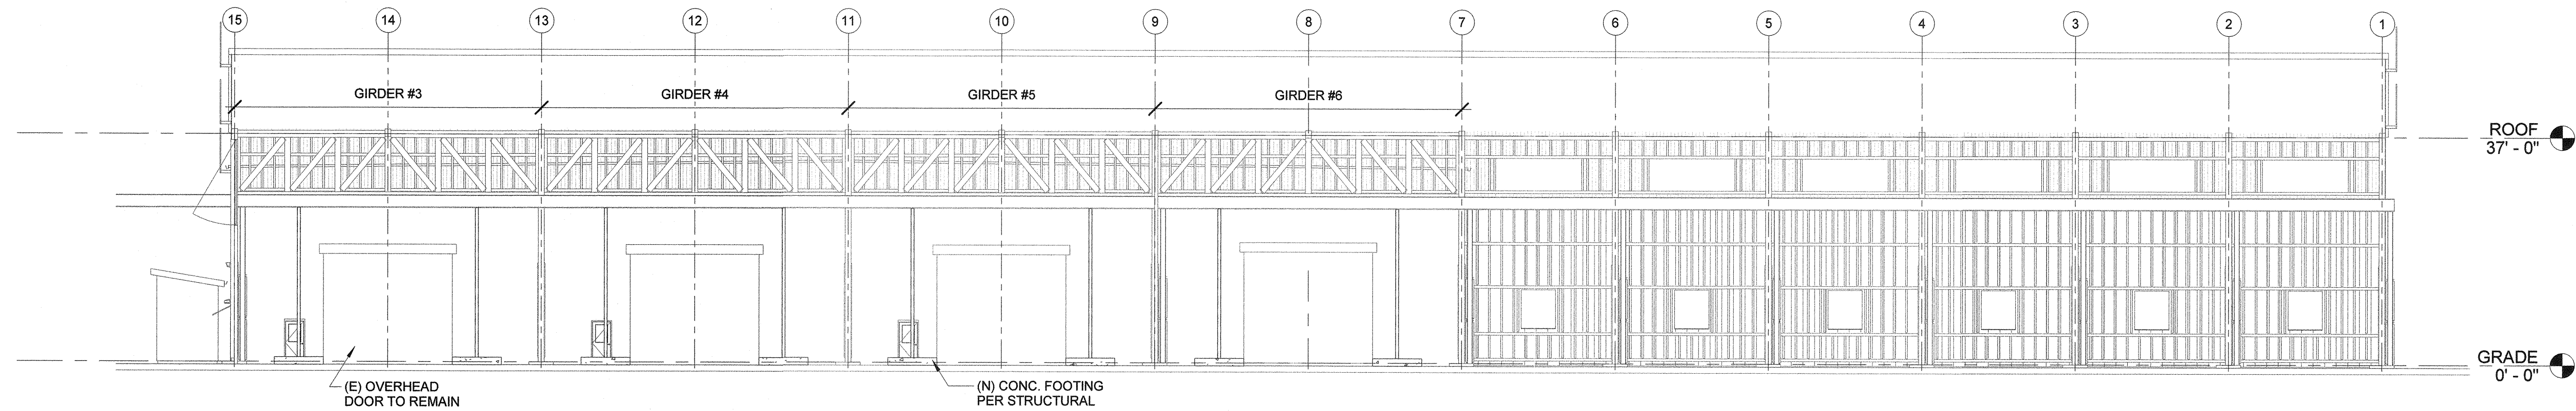 15 14 13 12 11 10 9 8 7 6 5 4 3 2 1
GIRDER #3 GIRDER #4 GIRDER #5 GIRDER #6
ROOF
37' - 0"
GRADE
0' - 0"
(E) OVERHEAD
DOOR TO REMAIN
(N) CONC. FOOTING
PER STRUCTURAL